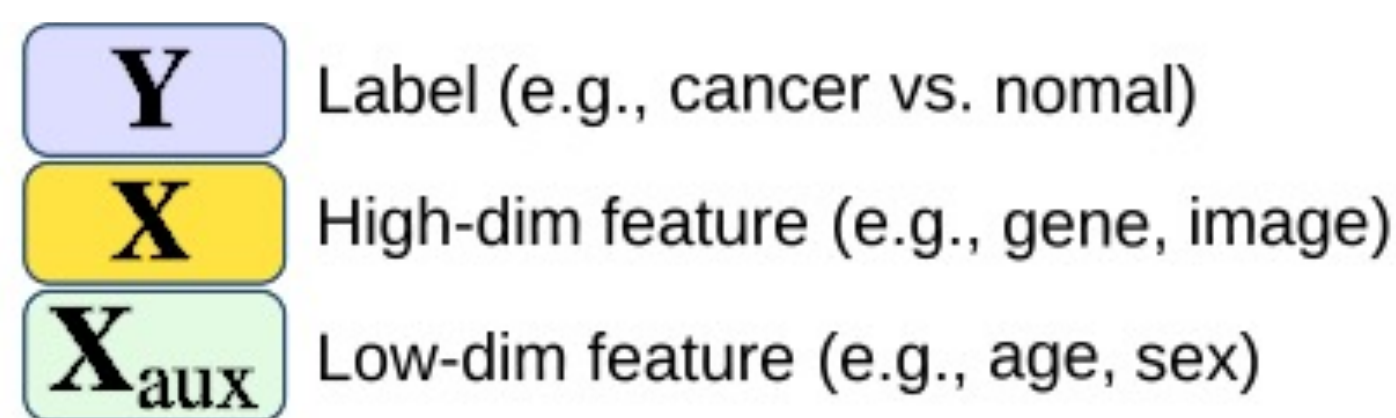 Y Label (e.g., cancer vs. nomal)
X High-dim feature (e.g., gene, image)
Xaux Low-dim feature (e.g., age, sex)